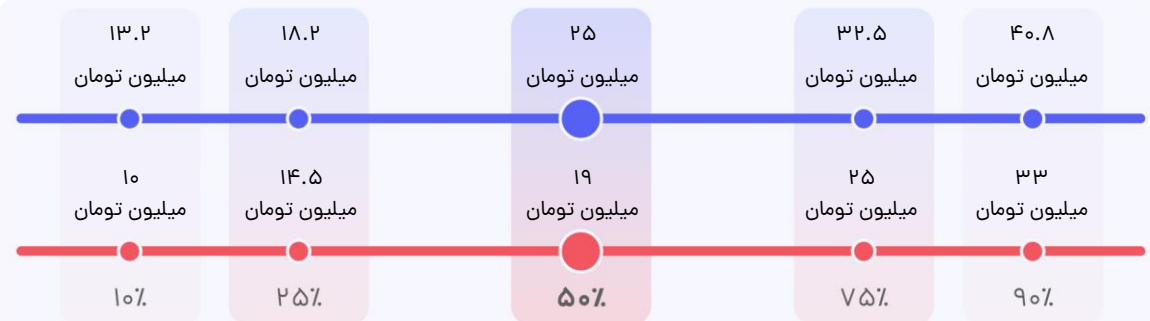 ۱۳.۲ ۱۸.۲ ۲۵ ۳۲.۵ ۴۰.۸
میلیون تومان میلیون تومان میلیون تومان میلیون تومان میلیون تومان
۱۰ ۱۴.۵ ۱۹ ۲۵ ۳۳
میلیون تومان میلیون تومان میلیون تومان میلیون تومان میلیون تومان
۱۰٪ ۲۵٪ ۵۰٪ ۷۵٪ ۹۰٪